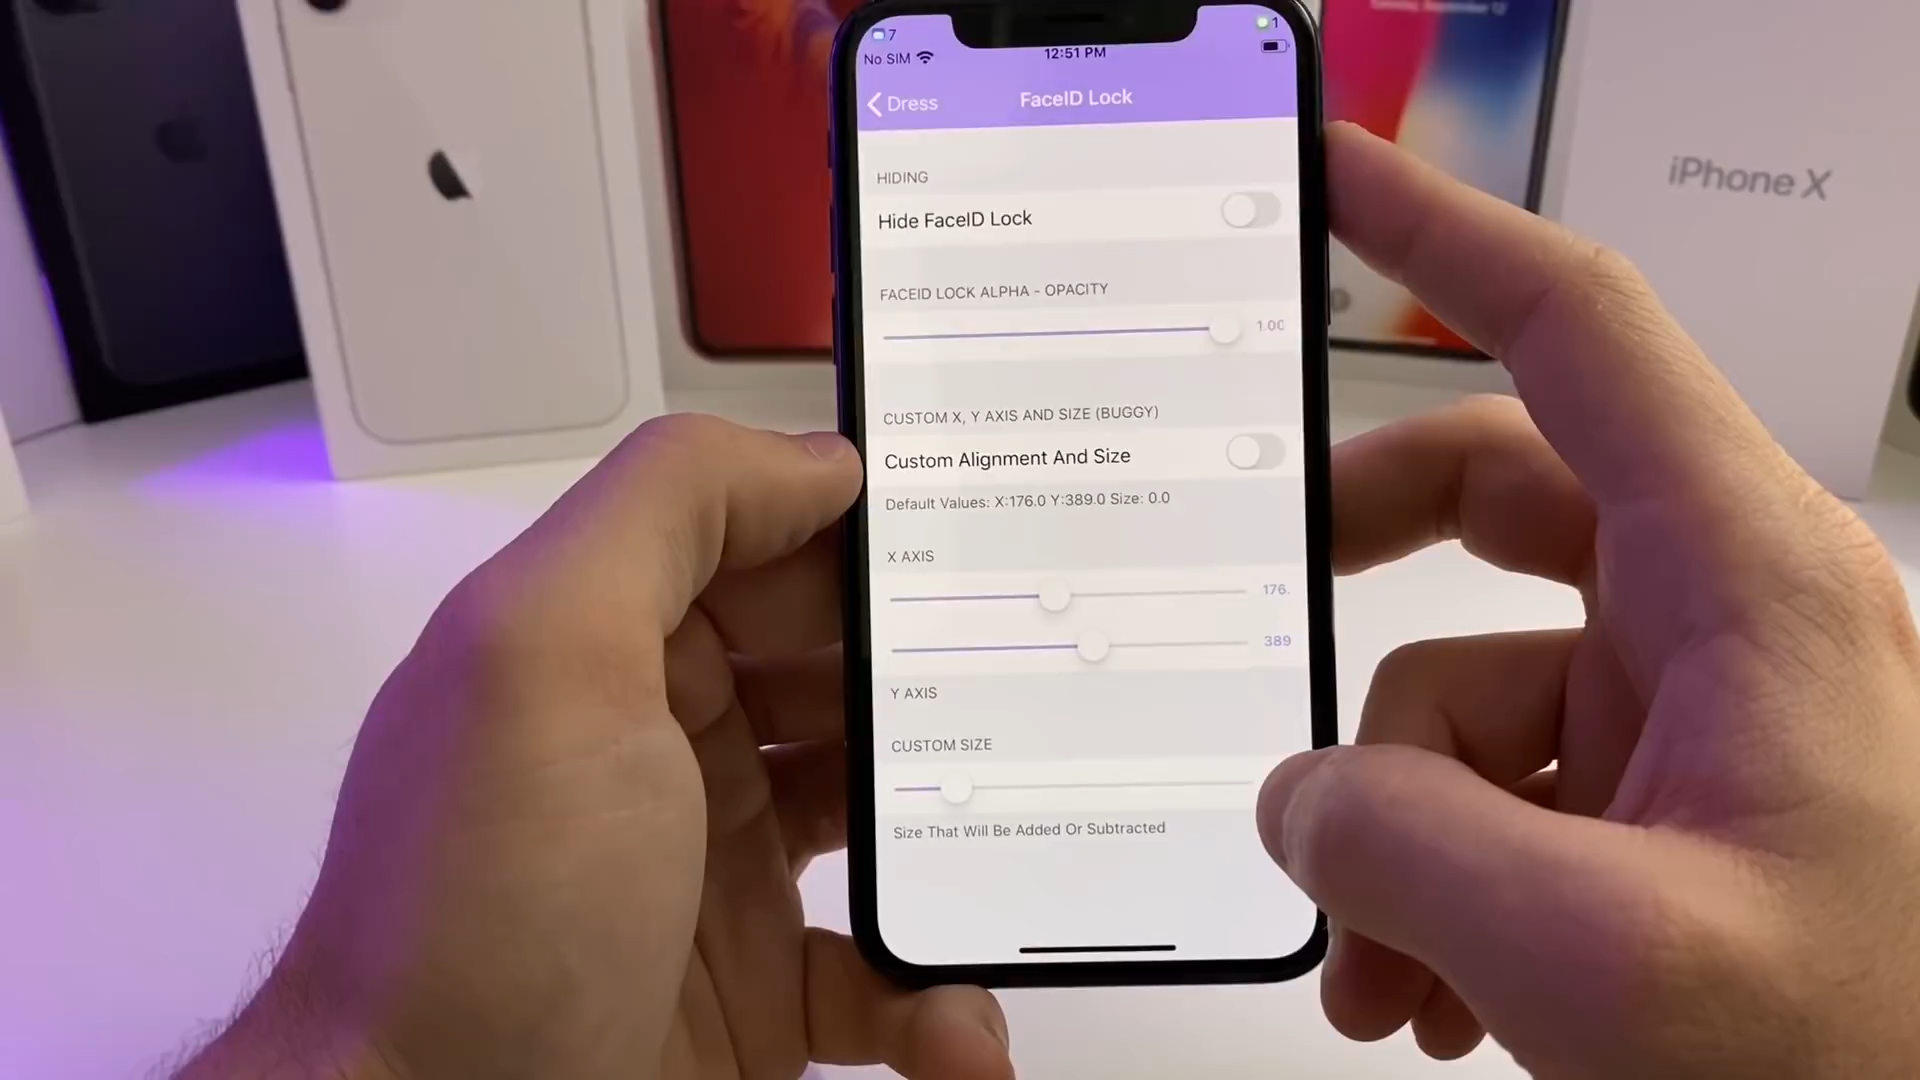 7
1
No SIM
12:51 PM
Dress
FaceID Lock
HIDING
Hide FaceID Lock
FACEID LOCK ALPHA - OPACITY
1.00
CUSTOM X, Y AXIS AND SIZE (BUGGY)
Custom Alignment And Size
Default Values: X:176.0 Y:389.0 Size: 0.0
X AXIS
176.
389
Y AXIS
CUSTOM SIZE
Size That Will Be Added Or Subtracted
iPhone X